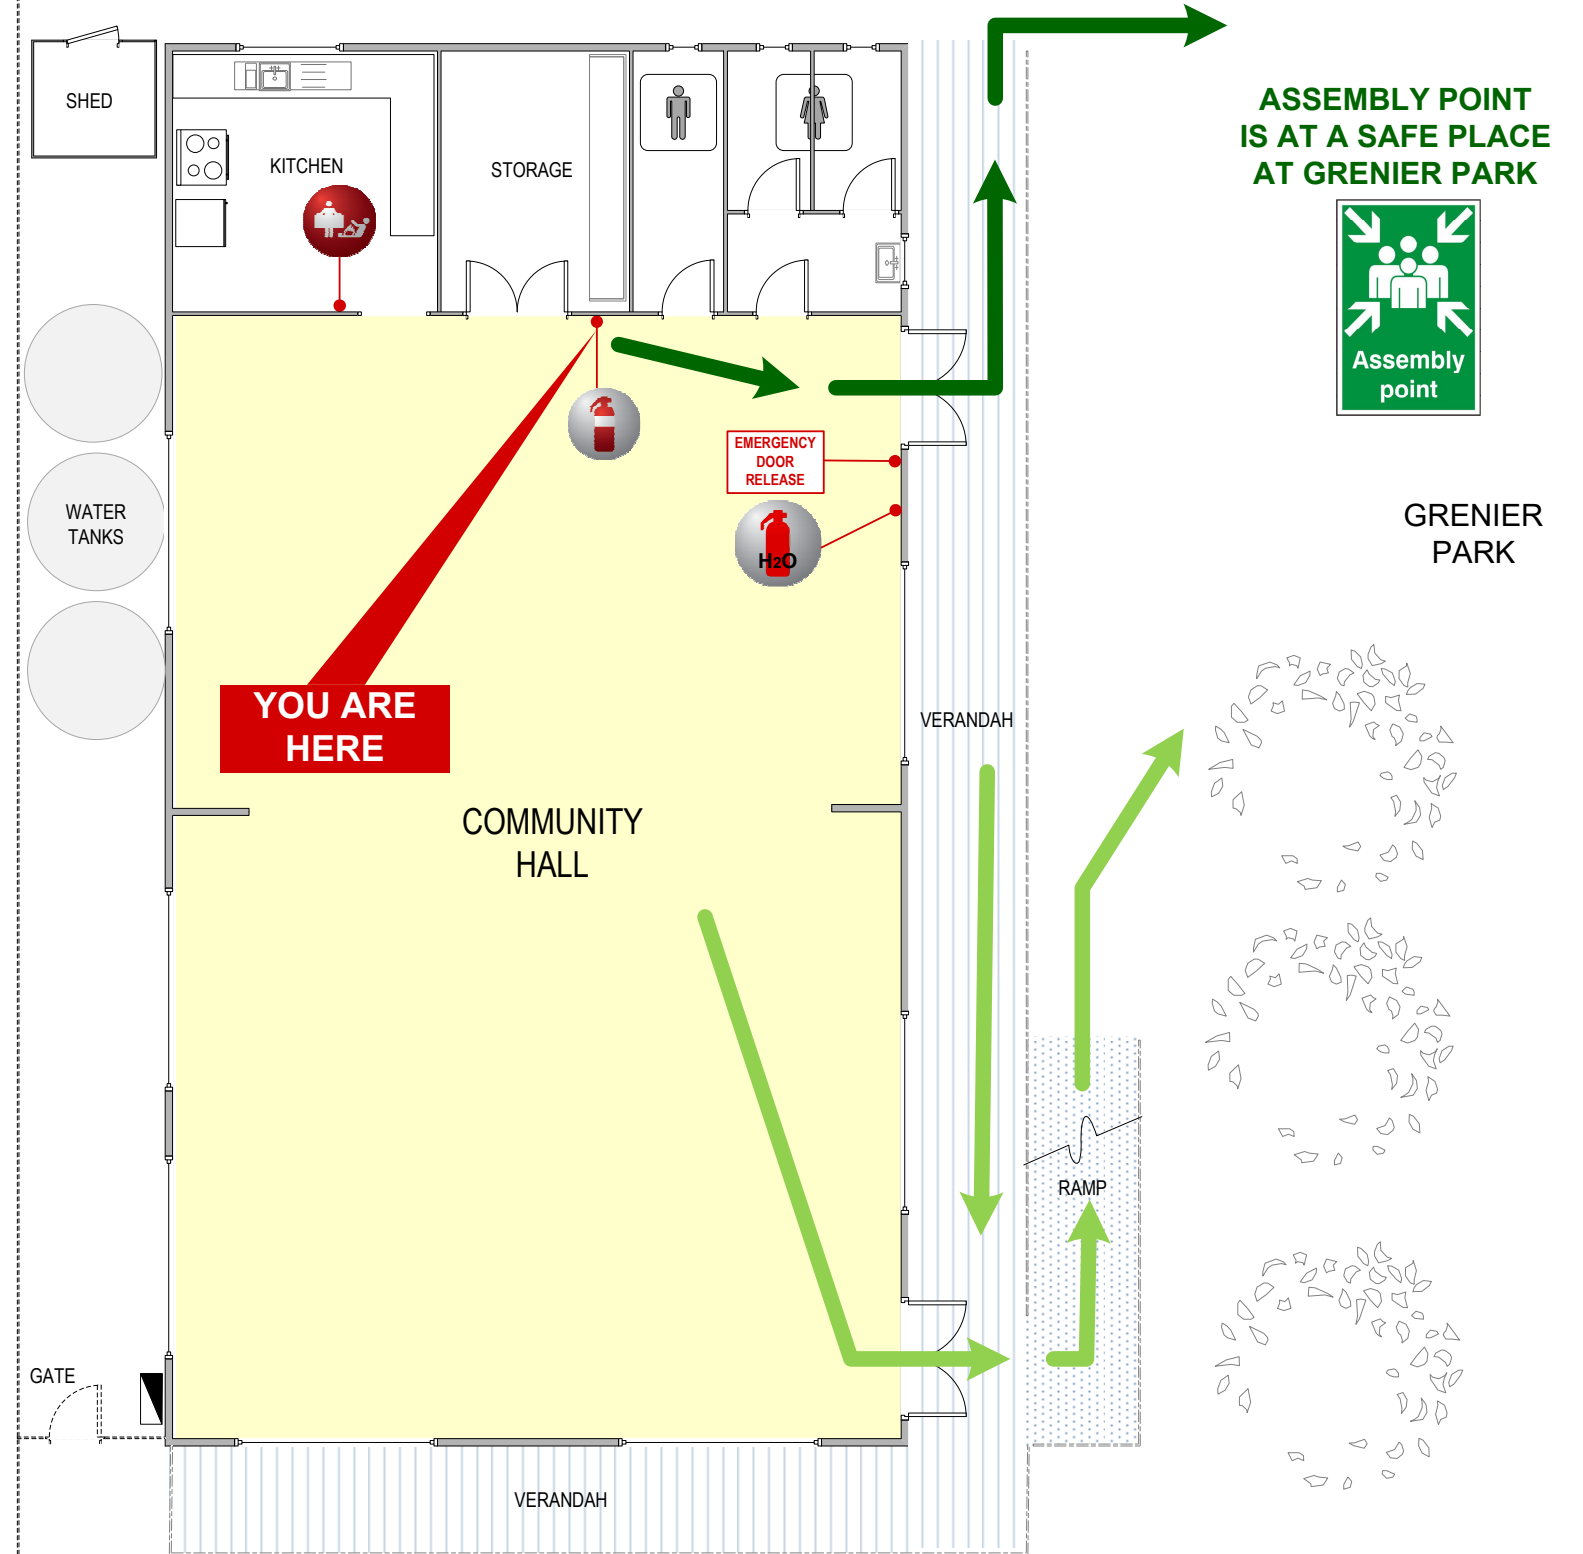 ASSEMBLY POINT
IS AT A SAFE PLACE
AT GRENIER PARK
SHED
KITCHEN
STORAGE
Assembly
point
EMERGENCY
DOOR
RELEASE
H2O
WATER
TANKS
GRENIER
PARK
YOU ARE
HERE
VERANDAH
COMMUNITY
HALL
RAMP
GATE
VERANDAH